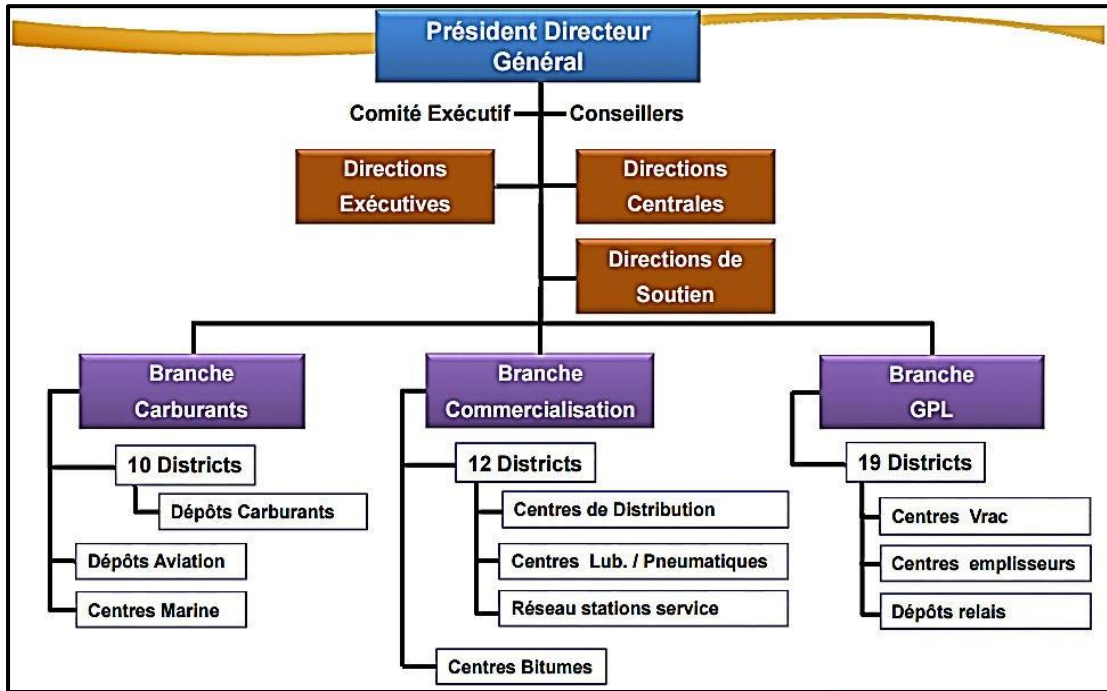 Président Directeur
Général
Comité Exécutif
Conseillers
Directions
Exécutives
Directions
Centrales
Directions de
Soutien
Branche
Carburants
10 Districts
Dépôts Carburants
Dépôts Aviation
Centres Marine
Branche
Commercialisation
12 Districts
Centres de Distribution
Centres Lub. / Pneumatiques
Réseau stations service
Centres Bitumes
Branche
GPL
19 Districts
Centres Vrac
Centres emplisseurs
Dépôts relais